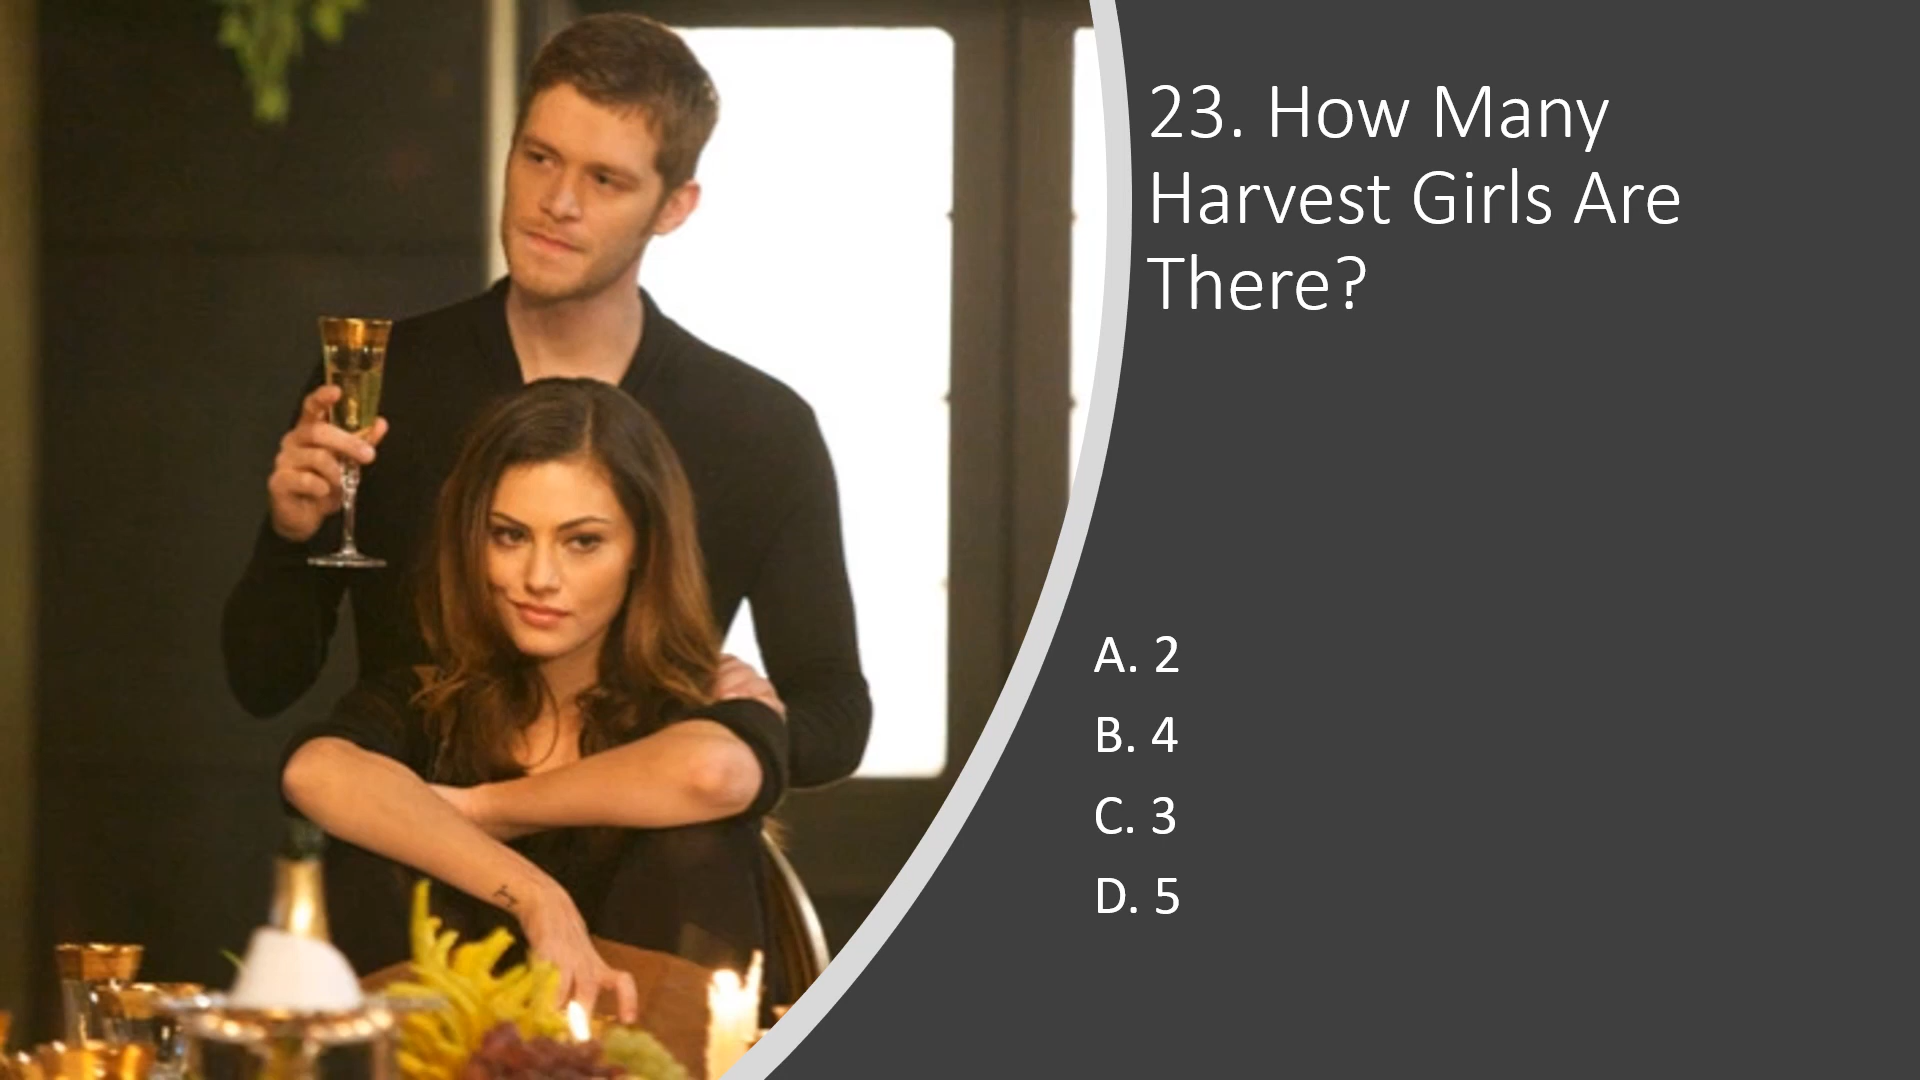 23. How Many
Harvest Girls Are
There?
A. 2
B. 4
C. 3
D. 5